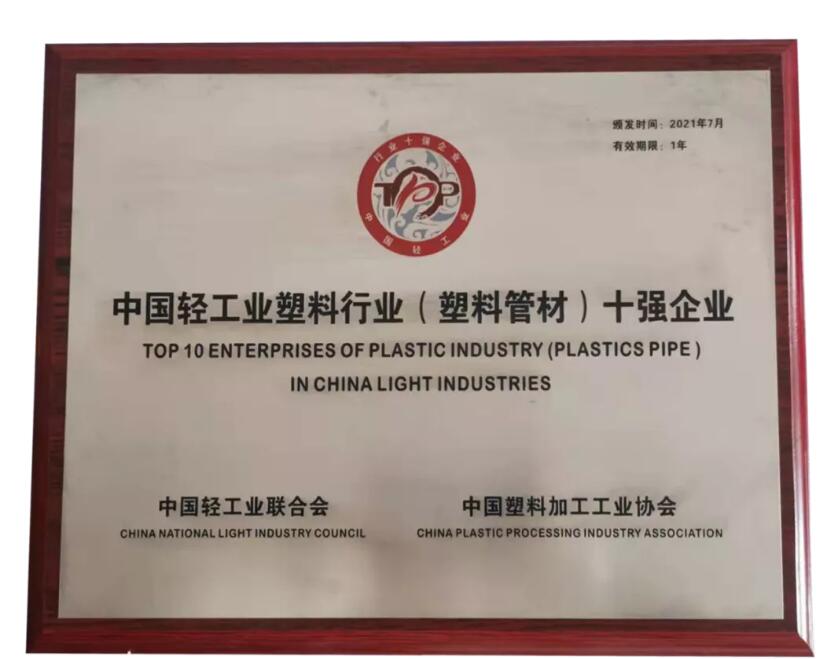 颁发时间：2021年7月
有效期限：1年
行业十强企业
TOP
中国轻工业
中国轻工业塑料行业（塑料管材）十强企业
TOP 10 ENTERPRISES OF PLASTIC INDUSTRY (PLASTICS PIPE )
IN CHINA LIGHT INDUSTRIES
中国轻工业联合会
CHINA NATIONAL LIGHT INDUSTRY COUNCIL
中国塑料加工工业协会
CHINA PLASTIC PROCESSING INDUSTRY ASSOCIATION